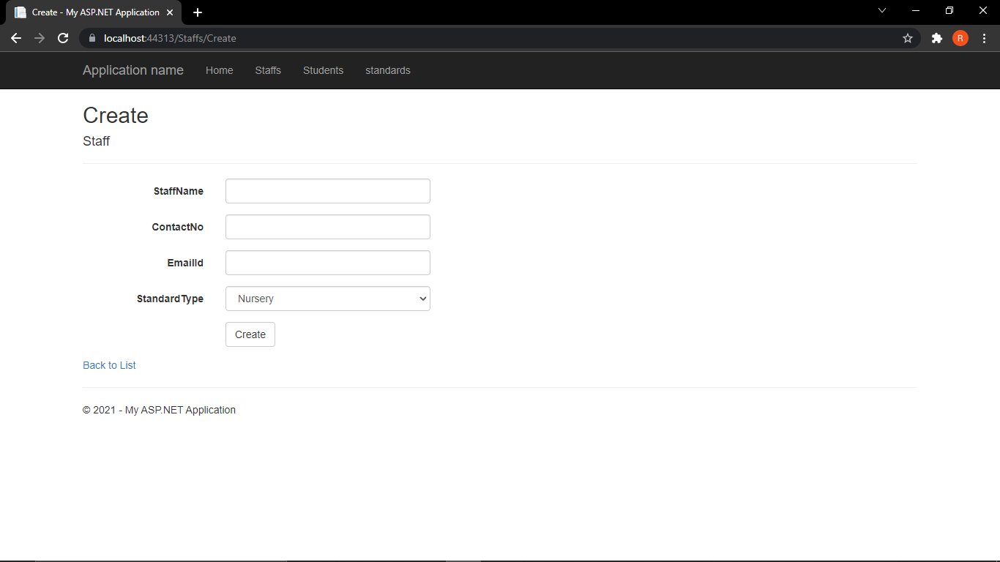 Create - My ASP.NET Application
localhost:44313/Staffs/Create
R
Application name Home Staffs Students standards
Create
Staff
StaffName
ContactNo
EmailId
StandardType Nursery
Create
Back to List
© 2021 - My ASP.NET Application